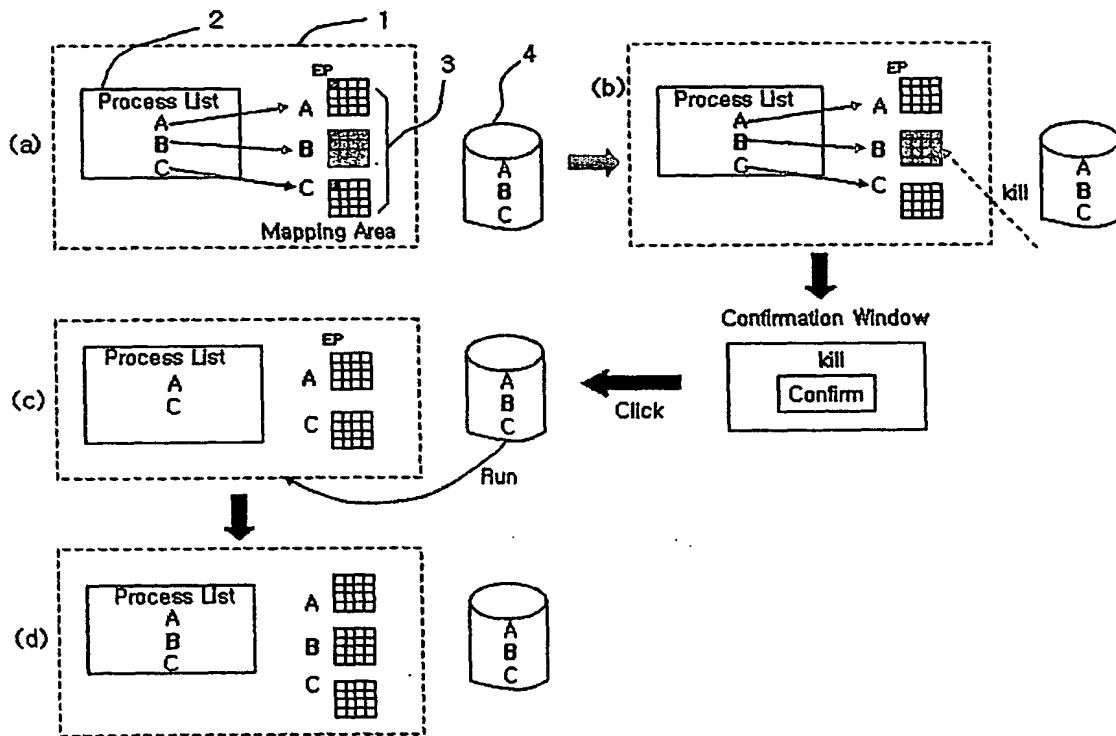 2
1
3
4
(a)
Process List
A
B
C
EP
A
B
C
Mapping Area
A
B
C
(b)
Process List
A
B
C
EP
A
B
C
kill
A
B
C
Confirmation Window
kill
Confirm
Click
(c)
Process List
A
C
EP
A
C
A
B
C
Run
(d)
Process List
A
B
C
A
B
C
A
B
C